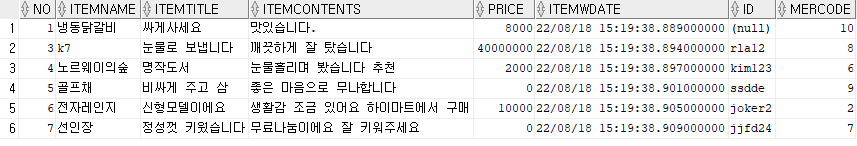 NO ITEMNAME ITEMTITLE ITEMCONTENTS PRICE ITEMWDATE ID MERCODE
1 1 냉동닭갈비 싸게사세요 맛있습니다. 8000 22/08/18 15:19:38.889000000 (null) 10
2 3 k7 눈물로 보냅니다 깨끗하게 잘 탔습니다 40000000 22/08/18 15:19:38.894000000 rlal2 8
3 4 노르웨이의숲 명작도서 눈물흘리며 봤습니다 추천 2000 22/08/18 15:19:38.897000000 kim123 6
4 5 골프채 비싸게 주고 삼 좋은 마음으로 무나합니다 0 22/08/18 15:19:38.901000000 ssdde 9
5 6 전자레인지 신형모델이에요 생활감 조금 있어요 하이마트에서 구매 10000 22/08/18 15:19:38.905000000 joker2 2
6 7 선인장 정성껏 키웠습니다 무료나눔이에요 잘 키워주세요 0 22/08/18 15:19:38.909000000 jjfd24 7